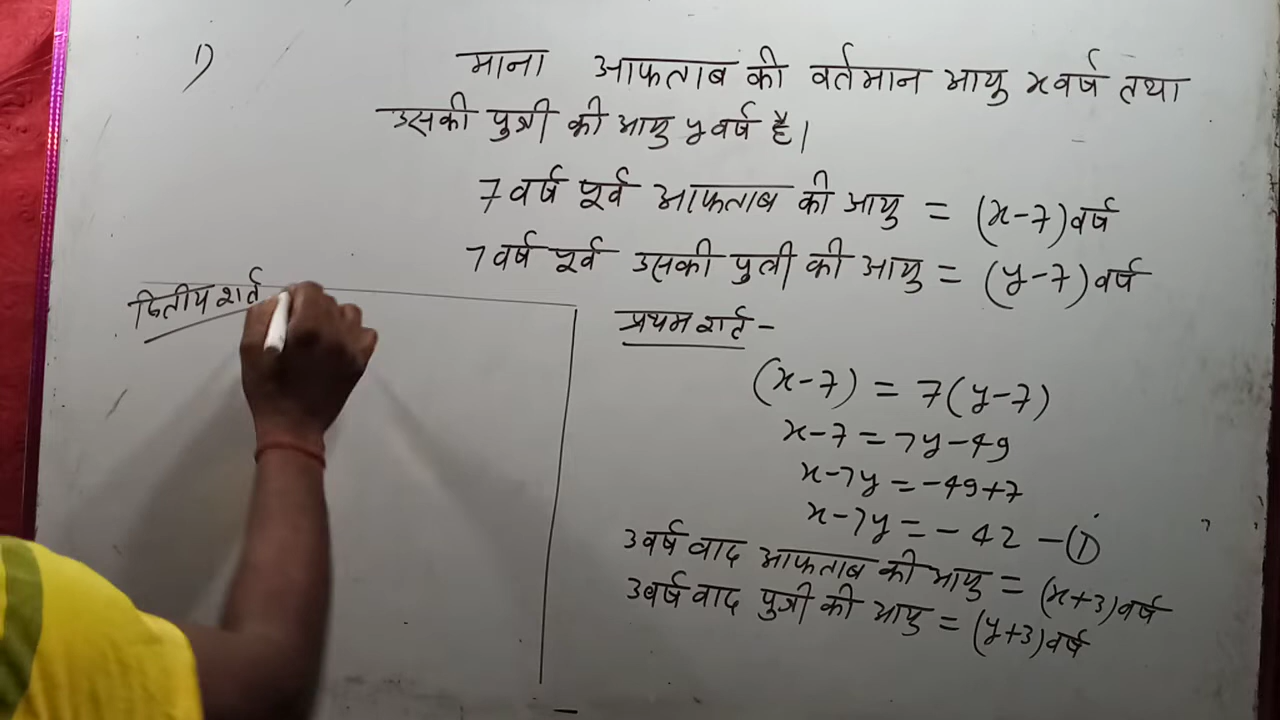 1)
माना आफताब की वर्तमान आयु x वर्ष तथा
उसकी पुत्री की आयु y वर्ष है।
7 वर्ष पूर्व आफताब की आयु = (x-7) वर्ष
7 वर्ष पूर्व उसकी पुत्री की आयु = (y-7) वर्ष
प्रथम शर्त -
(x-7) = 7(y-7)
x-7 = 7y-49
x-7y = -49+7
x-7y = -42 -①
3 वर्ष वाद आफताब की आयु = (x+3) वर्ष
3 वर्ष वाद पुत्री की आयु = (y+3) वर्ष
द्वितीय शर्त